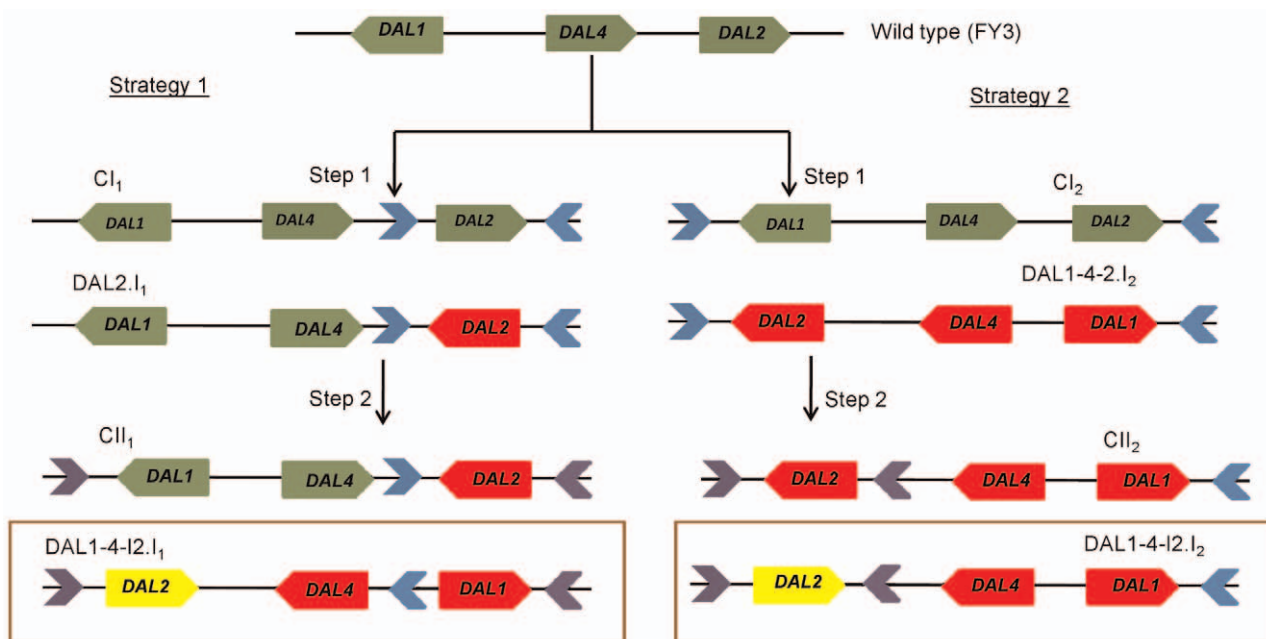 DAL1 DAL4 DAL2 Wild type (FY3)
Strategy 1
Strategy 2
Step 1
Step 1
CI₁
CI₂
DAL1 DAL4 DAL2
DAL1 DAL4 DAL2
DAL2.I₁
DAL1-4-2.I₂
DAL1 DAL4 DAL2
DAL2 DAL4 DAL1
Step 2
Step 2
CII₁
CII₂
DAL1 DAL4 DAL2
DAL2 DAL4 DAL1
DAL1-4-I2.I₁
DAL1-4-I2.I₂
DAL2 DAL4 DAL1
DAL2 DAL4 DAL1